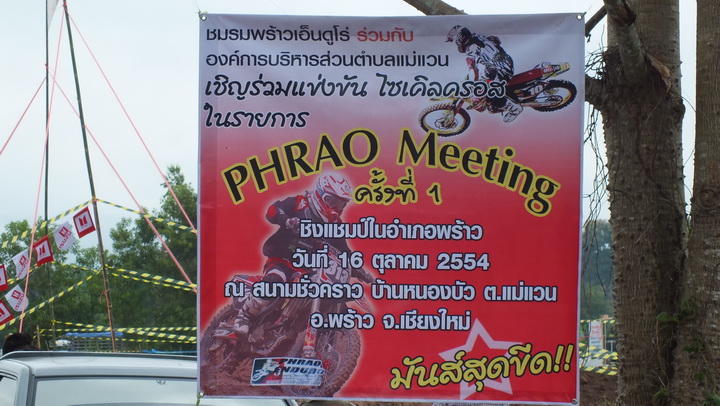 ชมรมพร้าวเอ็นดูโร่ ร่วมกับ
องค์การบริหารส่วนตำบลแม่แวน
เชิญร่วมแข่งขัน ไซเคิลครอส
ในรายการ
PHRAO Meeting
ครั้งที่ 1
ชิงแชมป์ในอำเภอพร้าว
วันที่ 16 ตุลาคม 2554
ณ สนามชั่วคราว บ้านหนองบัว ต.แม่แวน
อ.พร้าว จ.เชียงใหม่
มันส์สุดขีด!!
PHRAO
ENDURO